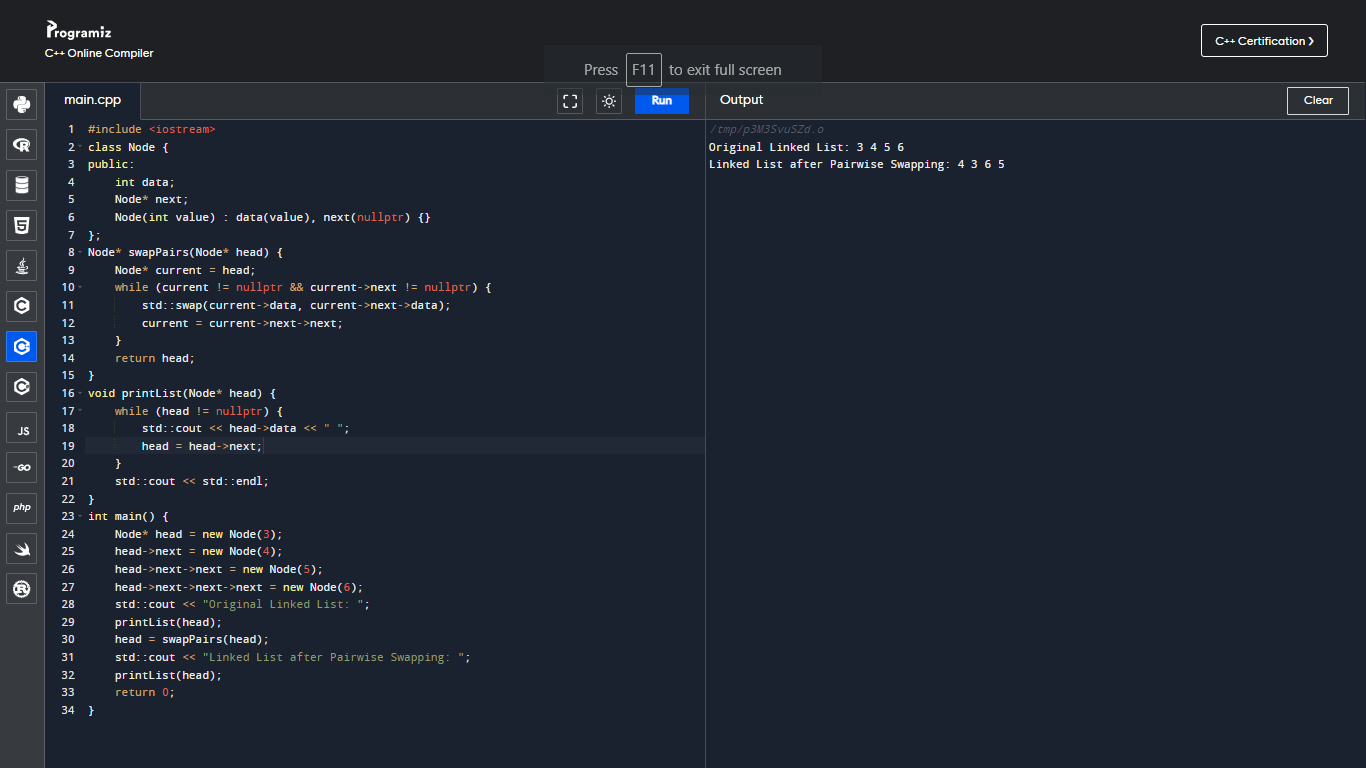 Programiz
C++ Online Compiler
C++ Certification >
Press F11 to exit full screen
main.cpp
Run
Output
Clear
1 #include <iostream>
2 class Node {
3 public:
4     int data;
5     Node* next;
6     Node(int value) : data(value), next(nullptr) {}
7 };
8 Node* swapPairs(Node* head) {
9     Node* current = head;
10     while (current != nullptr && current->next != nullptr) {
11         std::swap(current->data, current->next->data);
12         current = current->next->next;
13     }
14     return head;
15 }
16 void printList(Node* head) {
17     while (head != nullptr) {
18         std::cout << head->data << " ";
19         head = head->next;
20     }
21     std::cout << std::endl;
22 }
23 int main() {
24     Node* head = new Node(3);
25     head->next = new Node(4);
26     head->next->next = new Node(5);
27     head->next->next->next = new Node(6);
28     std::cout << "Original Linked List: ";
29     printList(head);
30     head = swapPairs(head);
31     std::cout << "Linked List after Pairwise Swapping: ";
32     printList(head);
33     return 0;
34 }
/tmp/p3M3SvuSZd.o
Original Linked List: 3 4 5 6
Linked List after Pairwise Swapping: 4 3 6 5
R
5
C
C
C
JS
GO
php
R